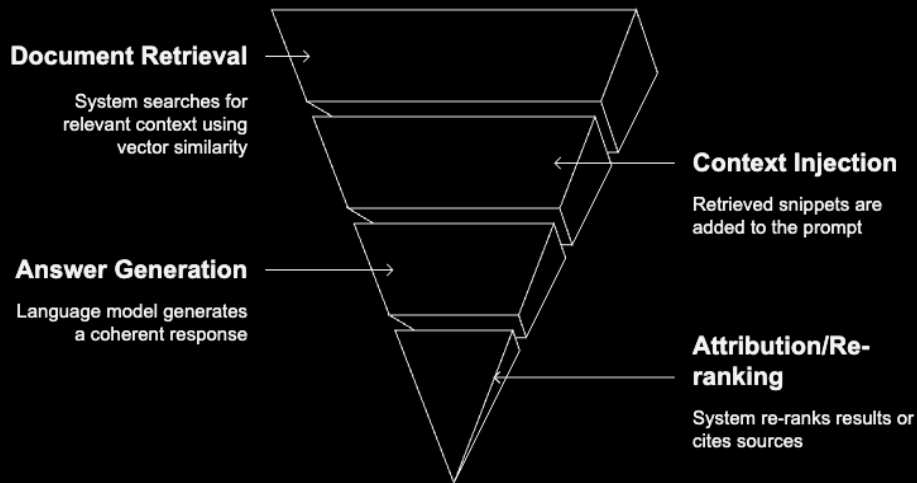 Document Retrieval
System searches for
relevant context using
vector similarity
Context Injection
Retrieved snippets are
added to the prompt
Answer Generation
Language model generates
a coherent response
Attribution/Re-
ranking
System re-ranks results or
cites sources